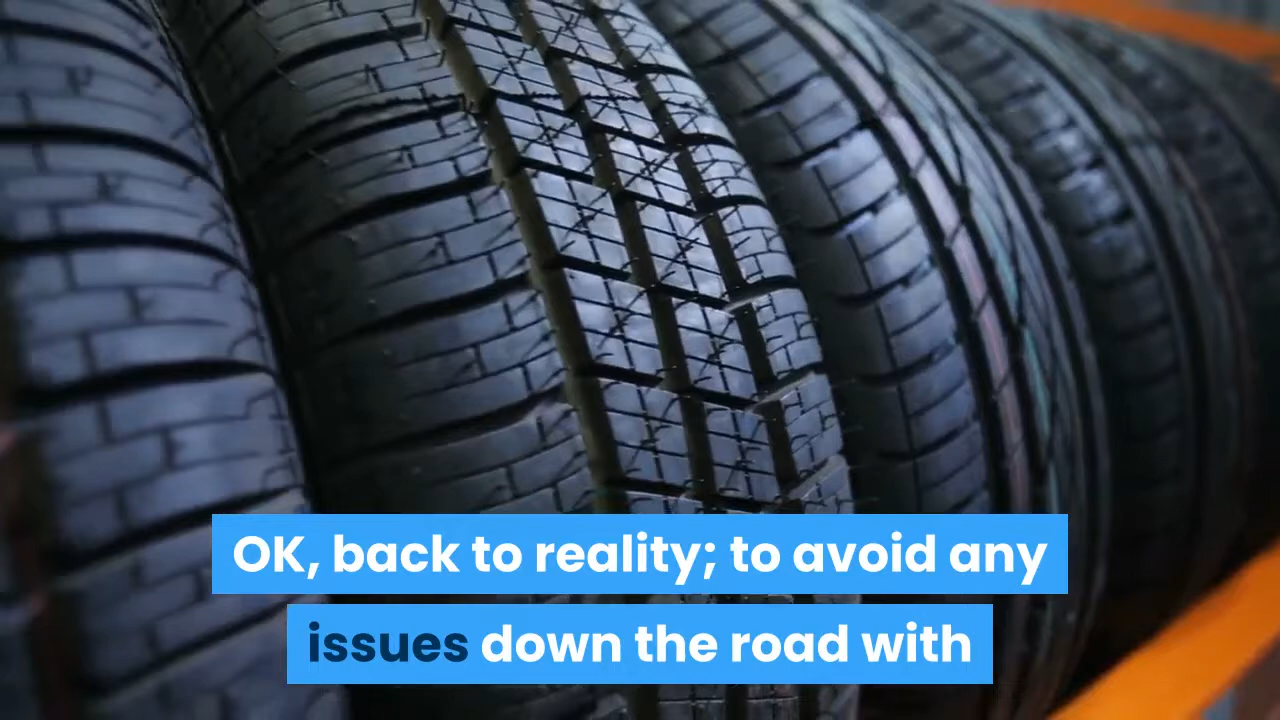 OK, back to reality; to avoid any
issues down the road with